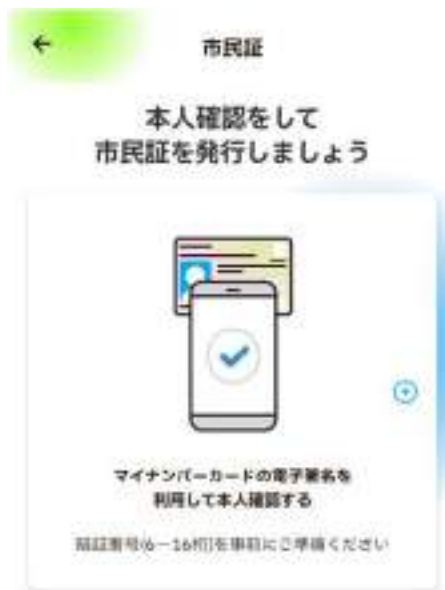 市民証
本人確認をして
市民証を発行しましょう
マイナンバーカードの電子署名を
利用して本人確認する
暗証番号(6－16桁)を事前にご準備ください